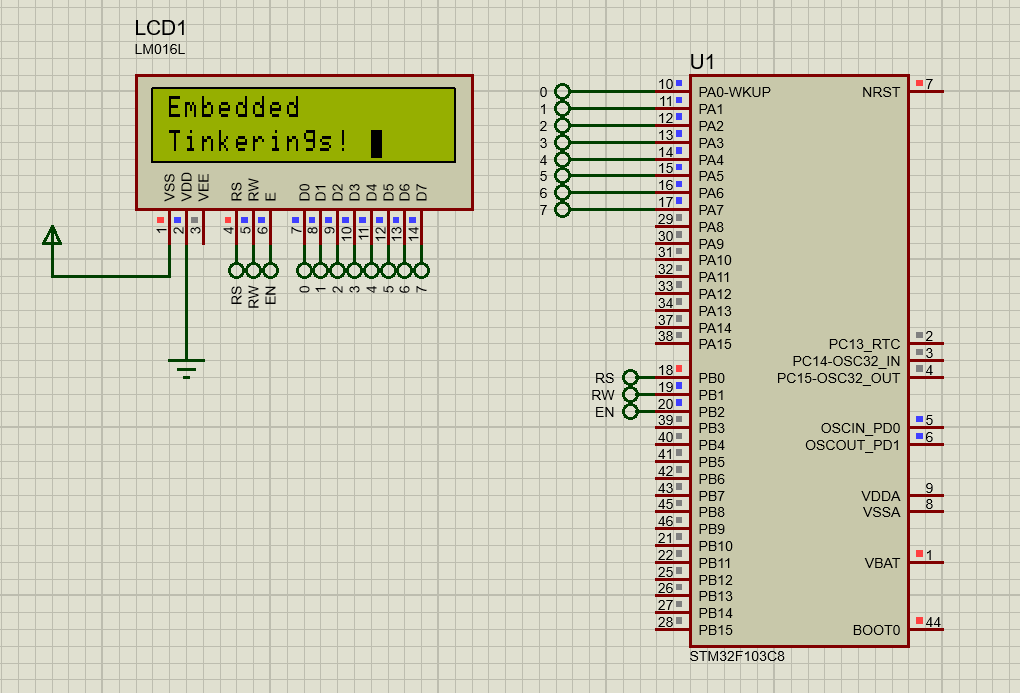 LCD1
LM016L
Embedded
Tinkerings!
VSS VDD VEE RS RW E D0 D1 D2 D3 D4 D5 D6 D7
1 2 3 4 5 6 7 8 9 10 11 12 13 14
RS RW EN 0 1 2 3 4 5 6 7
U1
0 10 PA0-WKUP NRST 7
1 11 PA1
2 12 PA2
3 13 PA3
4 14 PA4
5 15 PA5
6 16 PA6
7 17 PA7
29 PA8
30 PA9
31 PA10
32 PA11
33 PA12
34 PA13
37 PA14
38 PA15 PC13_RTC 2
PC14-OSC32_IN 3
RS 18 PB0 PC15-OSC32_OUT 4
RW 19 PB1
EN 20 PB2
39 PB3 OSCIN_PD0 5
40 PB4 OSCOUT_PD1 6
41 PB5
42 PB6
43 PB7 VDDA 9
45 PB8 VSSA 8
46 PB9
21 PB10
22 PB11 VBAT 1
25 PB12
26 PB13
27 PB14
28 PB15 BOOT0 44
STM32F103C8